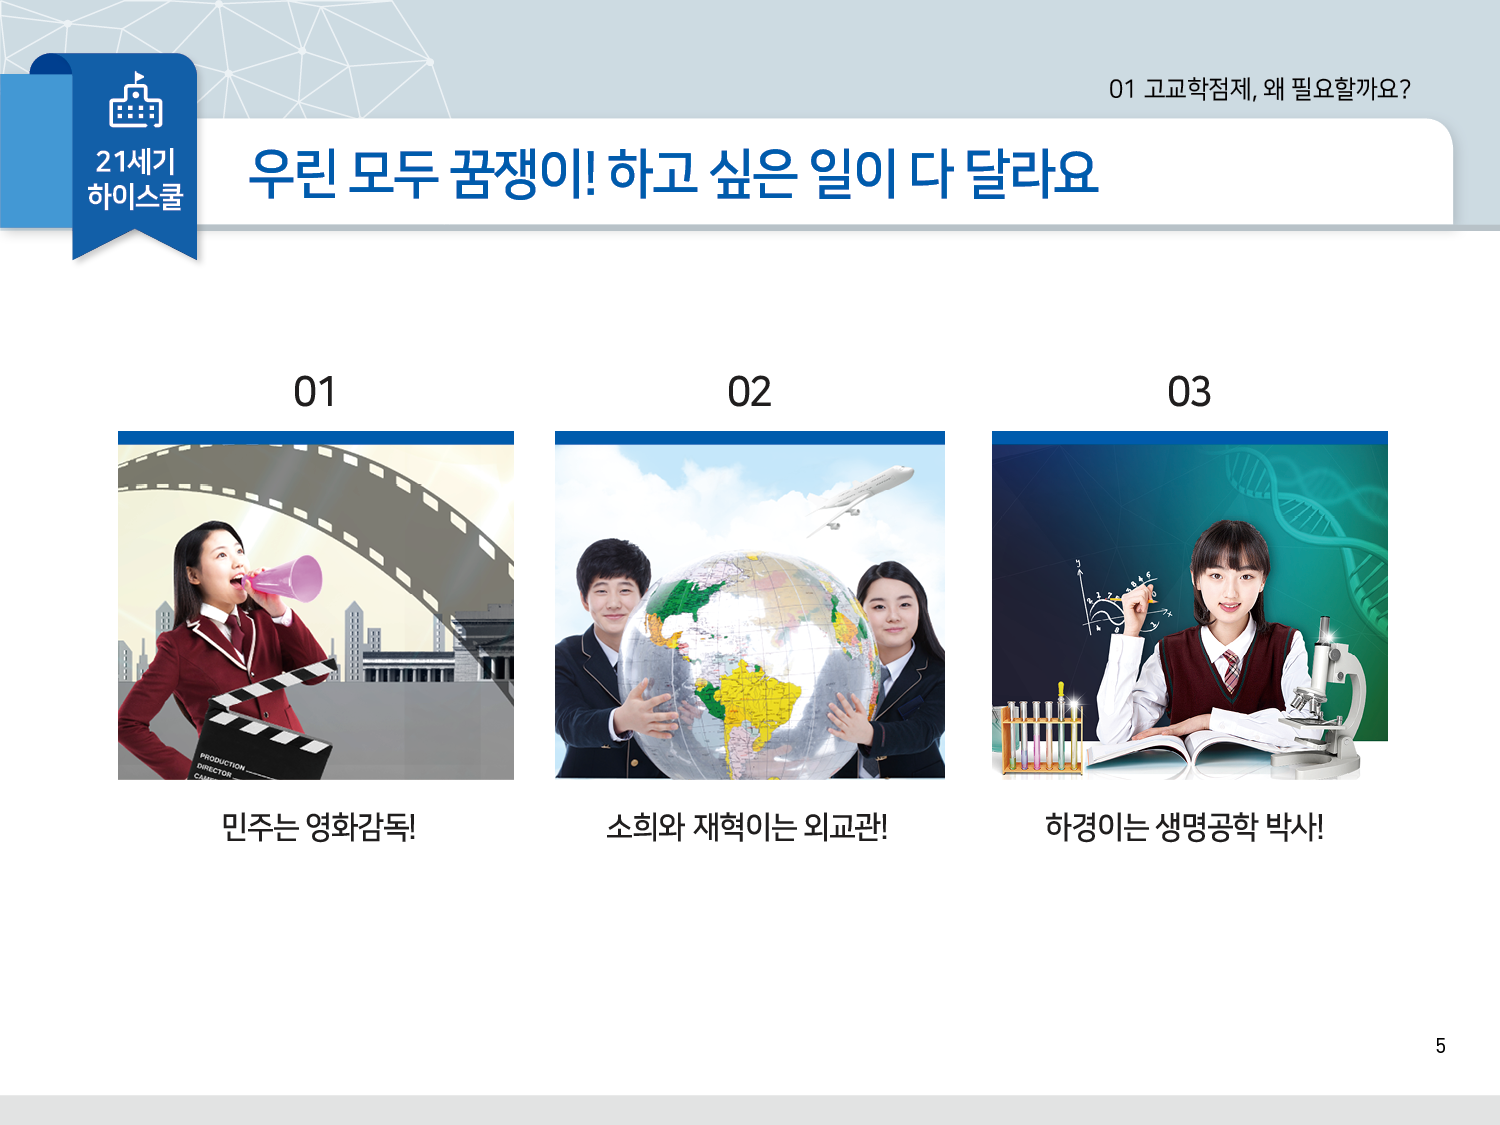 01 고교학점제, 왜 필요할까요?
21세기
하이스쿨
우린 모두 꿈쟁이! 하고 싶은 일이 다 달라요
01
02
03
PRODUCTION
DIRECTOR
민주는 영화감독!
소희와 재혁이는 외교관!
하경이는 생명공학 박사!
5